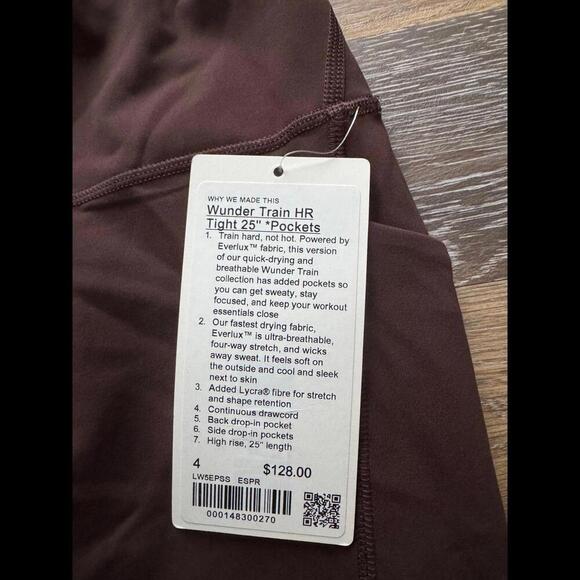 WHY WE MADE THIS
Wunder Train HR
Tight 25" *Pockets
1. Train hard, not hot. Powered by
Everlux™ fabric, this version
of our quick-drying and
breathable Wunder Train
collection has added pockets so
you can get sweaty, stay
focused, and keep your workout
essentials close
2. Our fastest drying fabric,
Everlux™ is ultra-breathable,
four-way stretch, and wicks
away sweat. It feels soft on
the outside and cool and sleek
next to skin
3. Added Lycra® fibre for stretch
and shape retention
4. Continuous drawcord
5. Back drop-in pocket
6. Side drop-in pockets
7. High rise, 25" length
4 $128.00
LW5EPSS ESPR
000148300270